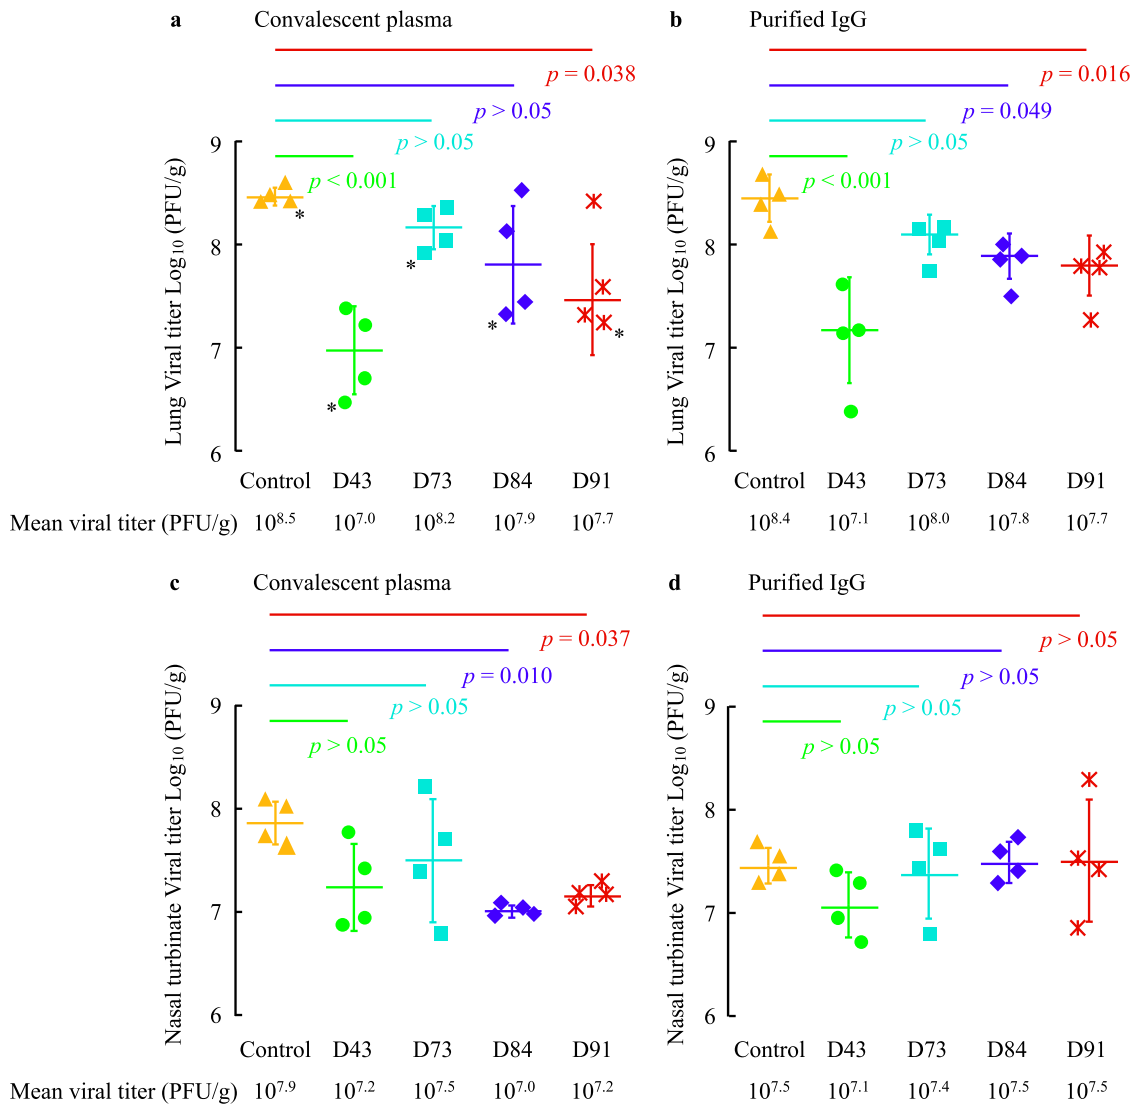 a Convalescent plasma
p = 0.038
p > 0.05
p > 0.05
p < 0.001
Lung Viral titer Log10 (PFU/g)
9
8
7
6
*
*
*
*
*
Control D43 D73 D84 D91
Mean viral titer (PFU/g) 10^8.5 10^7.0 10^8.2 10^7.9 10^7.7
b Purified IgG
p = 0.016
p = 0.049
p > 0.05
p < 0.001
Lung Viral titer Log10 (PFU/g)
9
8
7
6
Control D43 D73 D84 D91
10^8.4 10^7.1 10^8.0 10^7.8 10^7.7
c Convalescent plasma
p = 0.037
p = 0.010
p > 0.05
p > 0.05
Nasal turbinate Viral titer Log10 (PFU/g)
9
8
7
6
Control D43 D73 D84 D91
Mean viral titer (PFU/g) 10^7.9 10^7.2 10^7.5 10^7.0 10^7.2
d Purified IgG
p > 0.05
p > 0.05
p > 0.05
p > 0.05
Nasal turbinate Viral titer Log10 (PFU/g)
9
8
7
6
Control D43 D73 D84 D91
10^7.5 10^7.1 10^7.4 10^7.5 10^7.5